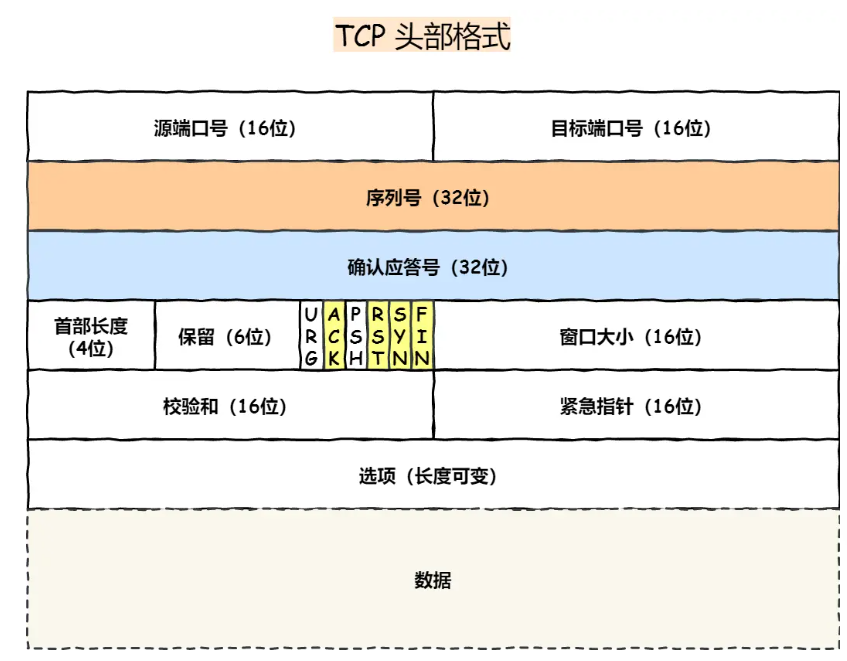 TCP 头部格式
源端口号（16位）
目标端口号（16位）
序列号（32位）
确认应答号（32位）
首部长度
（4位）
保留（6位）
URG
ACK
PSH
RST
SYN
FIN
窗口大小（16位）
校验和（16位）
紧急指针（16位）
选项（长度可变）
数据